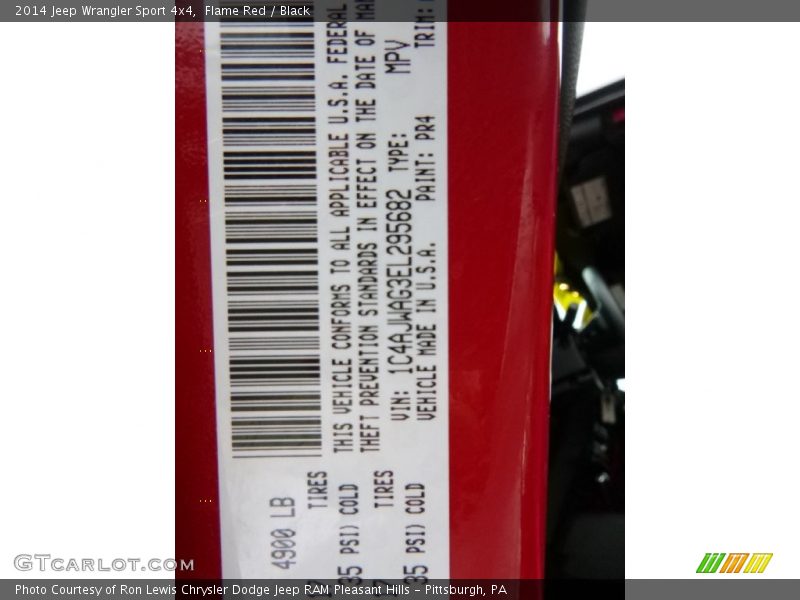 2014 Jeep Wrangler Sport 4x4,  Flame Red / Black
4900 LB
THIS VEHICLE CONFORMS TO ALL APPLICABLE U.S.A. FEDERAL
THEFT PREVENTION STANDARDS IN EFFECT ON THE DATE OF
VIN: 1C4AJWAG3EL295682 TYPE: MPV
VEHICLE MADE IN U.S.A. PAINT: PR4 TRIM:
TIRES
35 PSI) COLD
TIRES
35 PSI) COLD
GTCarLot.com
Photo Courtesy of Ron Lewis Chrysler Dodge Jeep RAM Pleasant Hills – Pittsburgh, PA